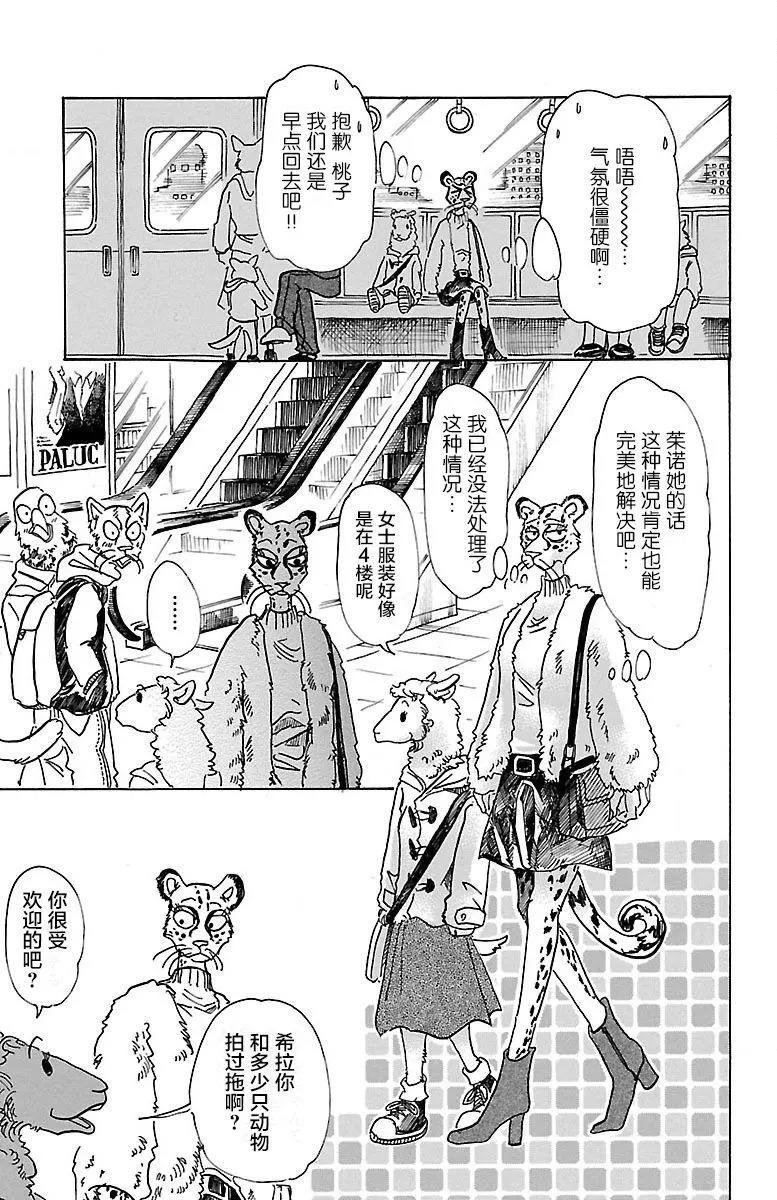 唔唔~~~~~…
气氛很僵硬啊…
抱歉 桃子
我们还是
早点回去吧!!
茱诺她的话
这种情况肯定也能
完美地解决吧…
我已经没法处理了
这种情况…
女士服装好像
是在4楼呢
……
PALUC
希拉你
和多少只动物
拍过拖啊?
你很受
欢迎的吧?